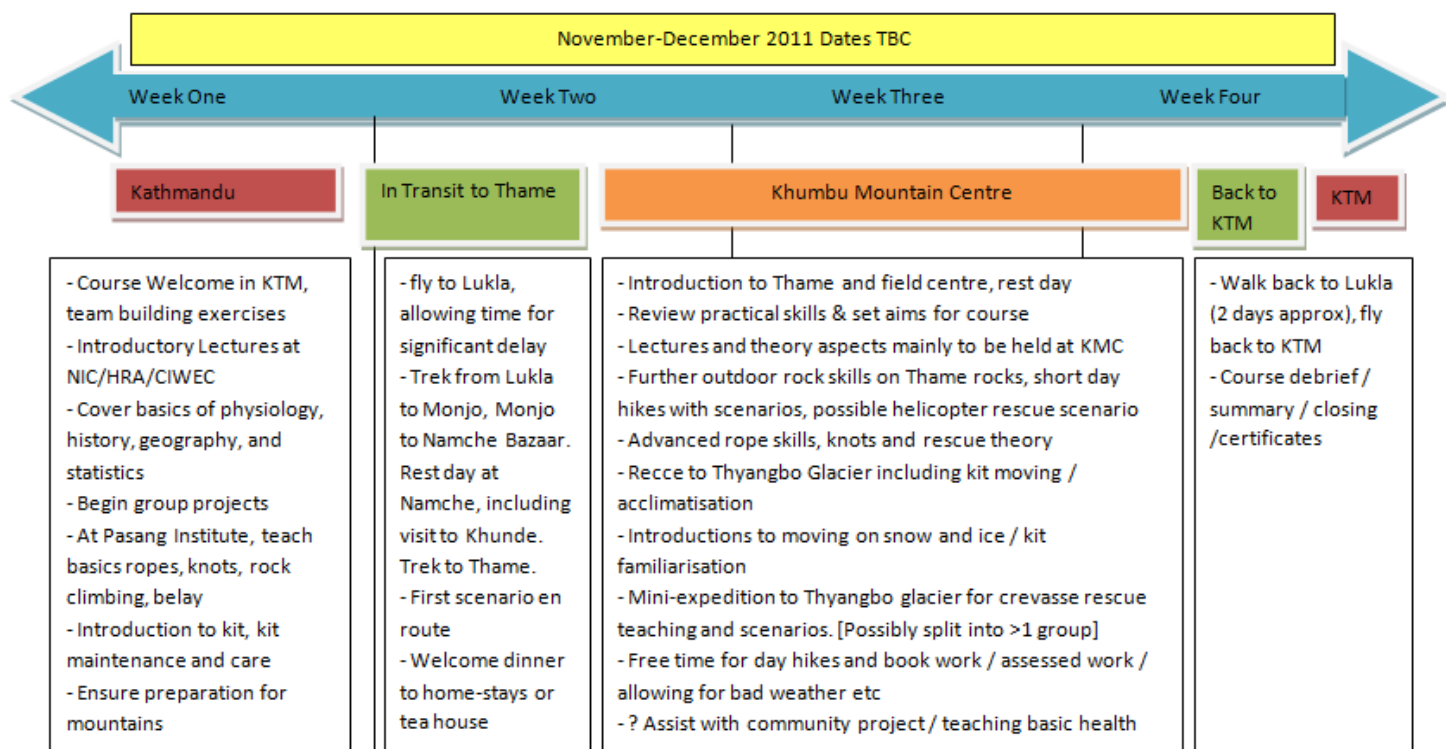 November-December 2011 Dates TBC
Week One
Week Two
Week Three
Week Four
Kathmandu
In Transit to Thame
Khumbu Mountain Centre
Back to
KTM
KTM
- Course Welcome in KTM,
team building exercises
- Introductory Lectures at
NIC/HRA/CIWEC
- Cover basics of physiology,
history, geography, and
statistics
- Begin group projects
- At Pasang Institute, teach
basics ropes, knots, rock
climbing, belay
- Introduction to kit, kit
maintenance and care
- Ensure preparation for
mountains
- fly to Lukla,
allowing time for
significant delay
- Trek from Lukla
to Monjo, Monjo
to Namche Bazaar.
Rest day at
Namche, including
visit to Khunde.
Trek to Thame.
- First scenario en
route
- Welcome dinner
to home-stays or
tea house
- Introduction to Thame and field centre, rest day
- Review practical skills & set aims for course
- Lectures and theory aspects mainly to be held at KMC
- Further outdoor rock skills on Thame rocks, short day
hikes with scenarios, possible helicopter rescue scenario
- Advanced rope skills, knots and rescue theory
- Recce to Thyangbo Glacier including kit moving /
acclimatisation
- Introductions to moving on snow and ice / kit
familiarisation
- Mini-expedition to Thyangbo glacier for crevasse rescue
teaching and scenarios. [Possibly split into >1 group]
- Free time for day hikes and book work / assessed work /
allowing for bad weather etc
- ? Assist with community project / teaching basic health
- Walk back to Lukla
(2 days approx), fly
back to KTM
- Course debrief /
summary / closing
/certificates